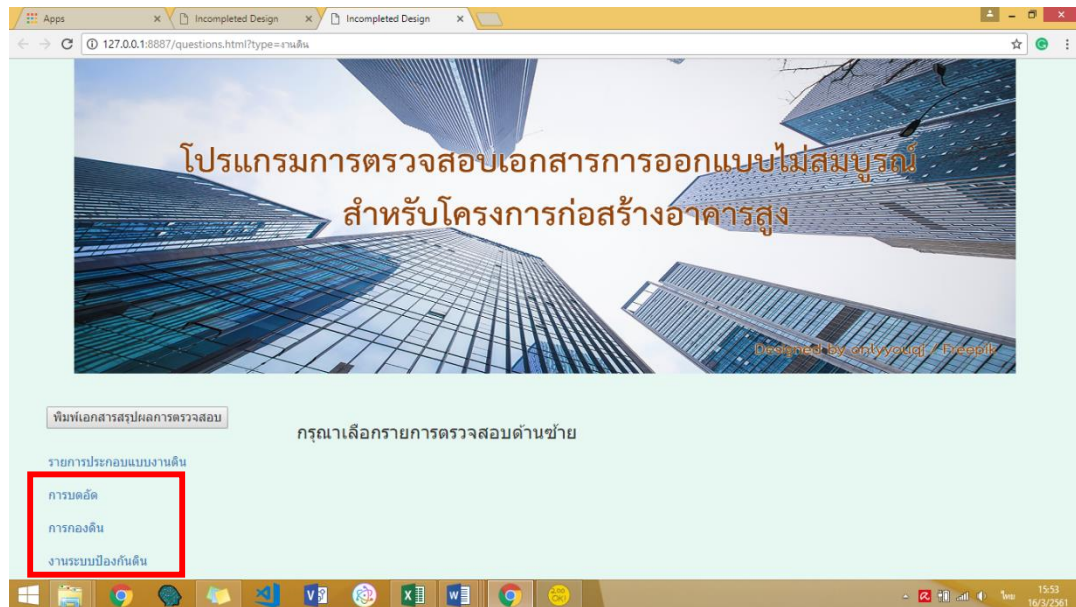 Apps
Incompleted Design
Incompleted Design
127.0.0.1:8887/questions.html?type=งานดิน
โปรแกรมการตรวจสอบเอกสารการออกแบบไม่สมบูรณ์
สำหรับโครงการก่อสร้างอาคารสูง
Designed by onlyyouqj / Freepik
พิมพ์เอกสารสรุปผลการตรวจสอบ
กรุณาเลือกรายการตรวจสอบด้านซ้าย
รายการประกอบแบบงานดิน
การบดอัด
การกองดิน
งานระบบป้องกันดิน
ไทย
15:53
16/3/2561